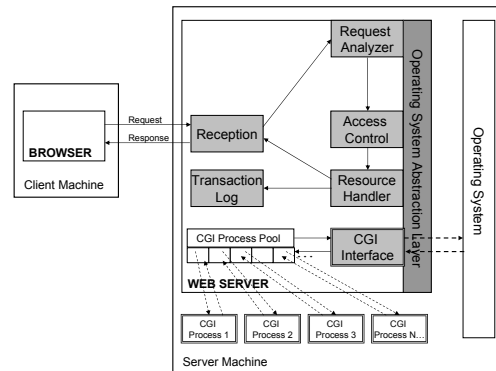 Request
Analyzer
Request
Response
BROWSER
Client Machine
Reception
Access
Control
Transaction
Log
Resource
Handler
Operating System Abstraction Layer
Operating System
CGI Process Pool
CGI
Interface
...
WEB SERVER
CGI
Process 1
CGI
Process 2
CGI
Process 3
CGI
Process N...
Server Machine